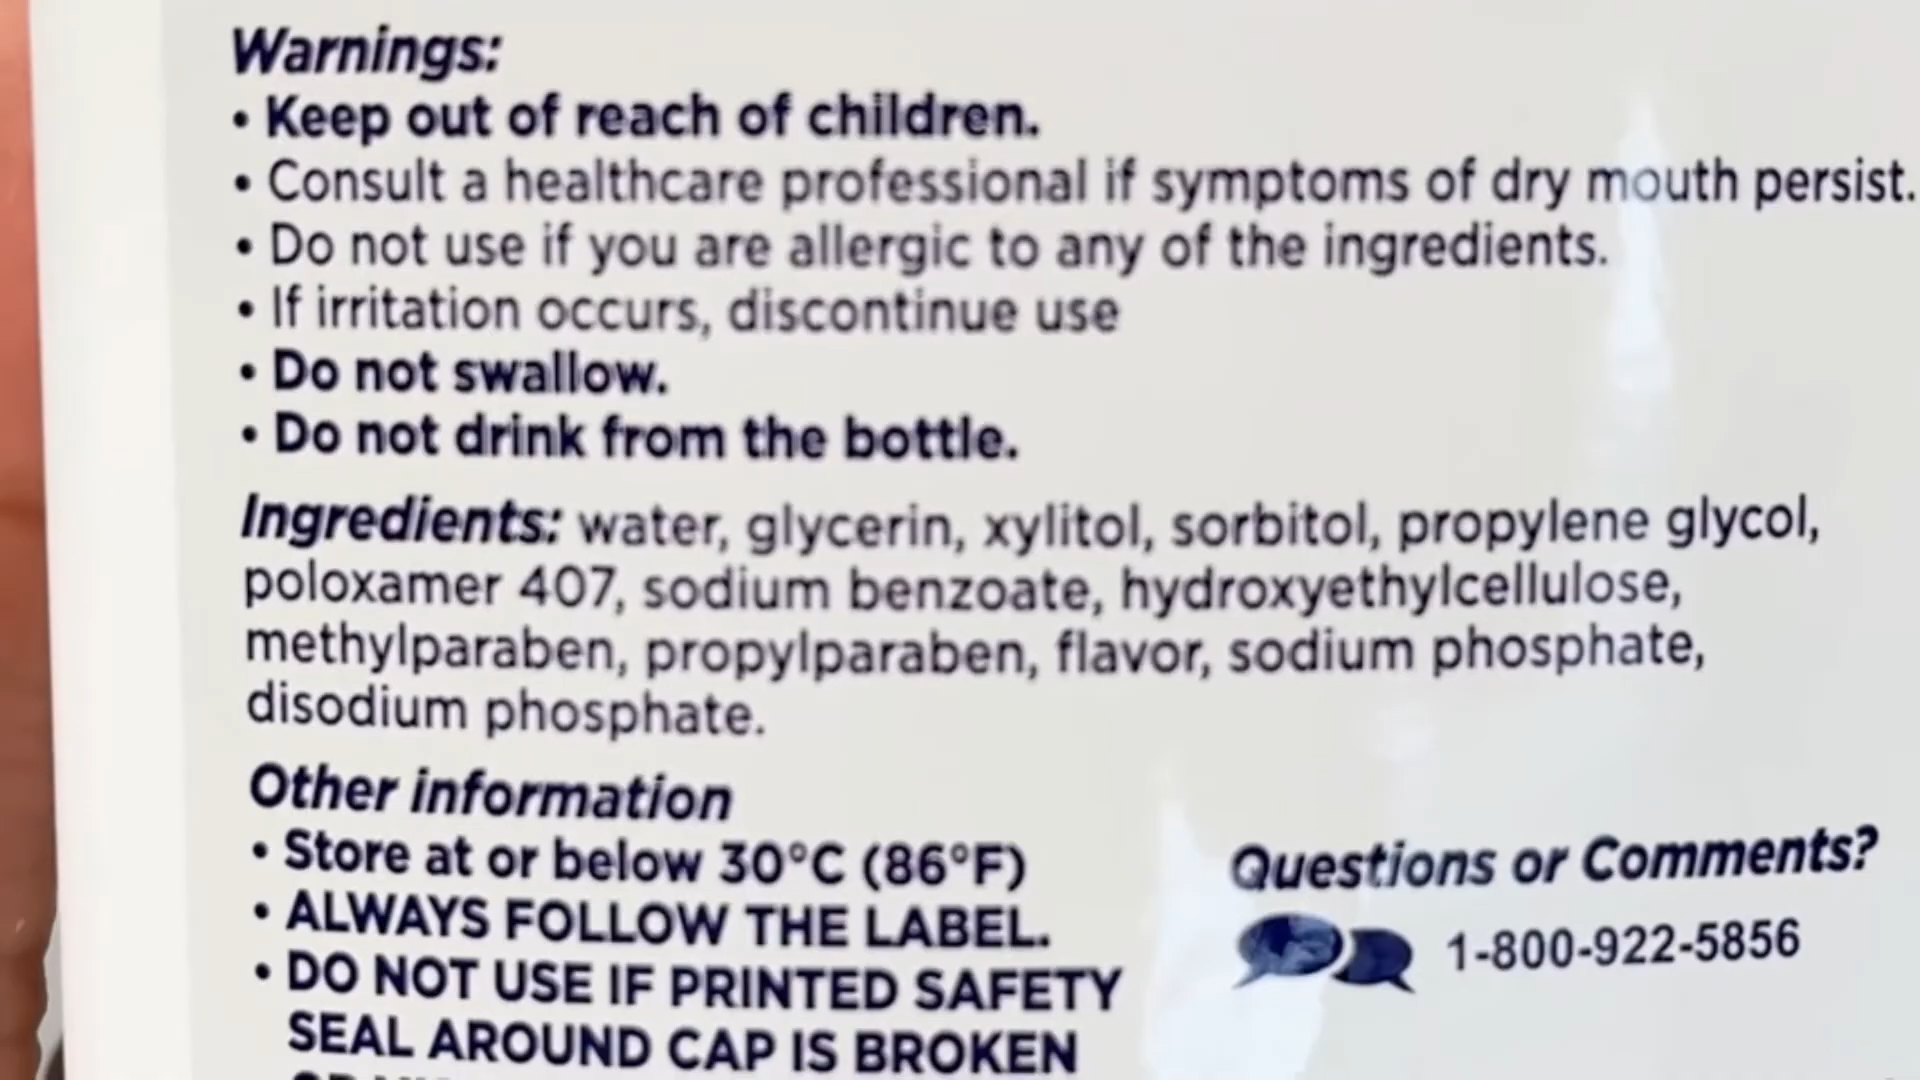 Warnings:
• Keep out of reach of children.
• Consult a healthcare professional if symptoms of dry mouth persist.
• Do not use if you are allergic to any of the ingredients.
• If irritation occurs, discontinue use
• Do not swallow.
• Do not drink from the bottle.
Ingredients: water, glycerin, xylitol, sorbitol, propylene glycol,
poloxamer 407, sodium benzoate, hydroxyethylcellulose,
methylparaben, propylparaben, flavor, sodium phosphate,
disodium phosphate.
Other information
• Store at or below 30°C (86°F)
• ALWAYS FOLLOW THE LABEL.
• DO NOT USE IF PRINTED SAFETY
SEAL AROUND CAP IS BROKEN
Questions or Comments?
1-800-922-5856